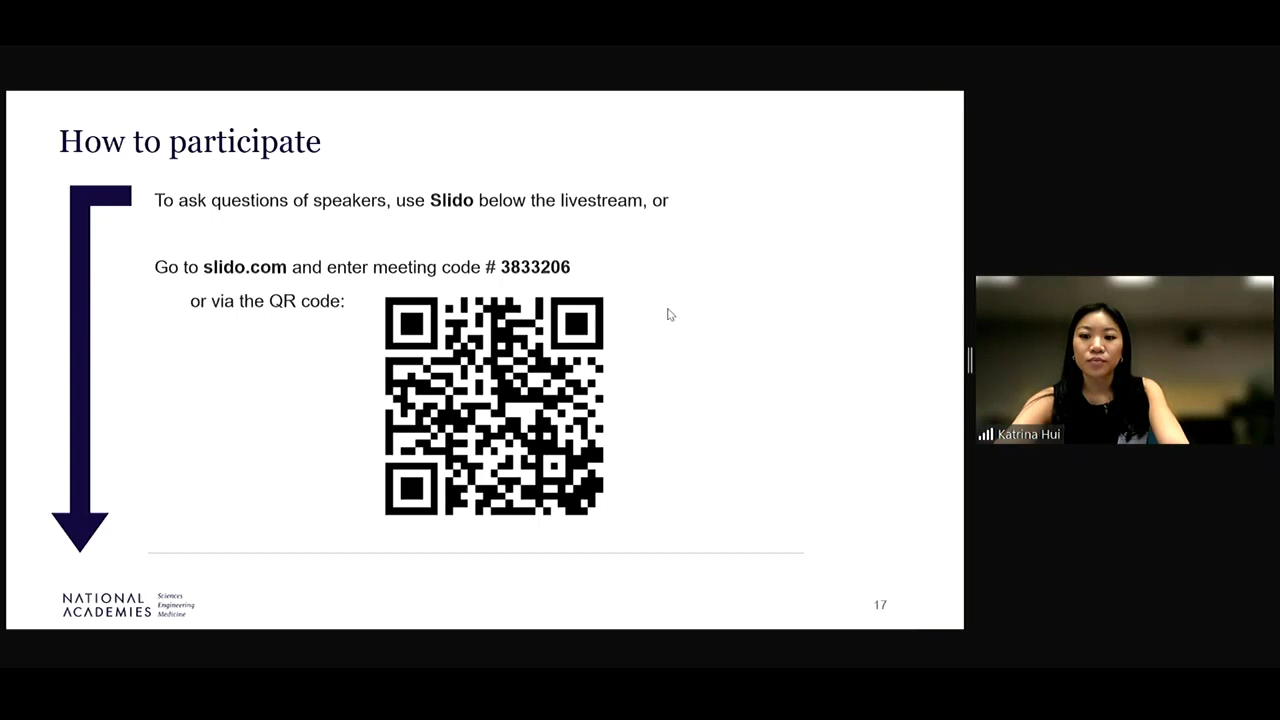 How to participate
To ask questions of speakers, use Slido below the livestream, or
Go to slido.com and enter meeting code # 3833206
or via the QR code:
Katrina Hui
NATIONAL ACADEMIES
Sciences
Engineering
Medicine
17